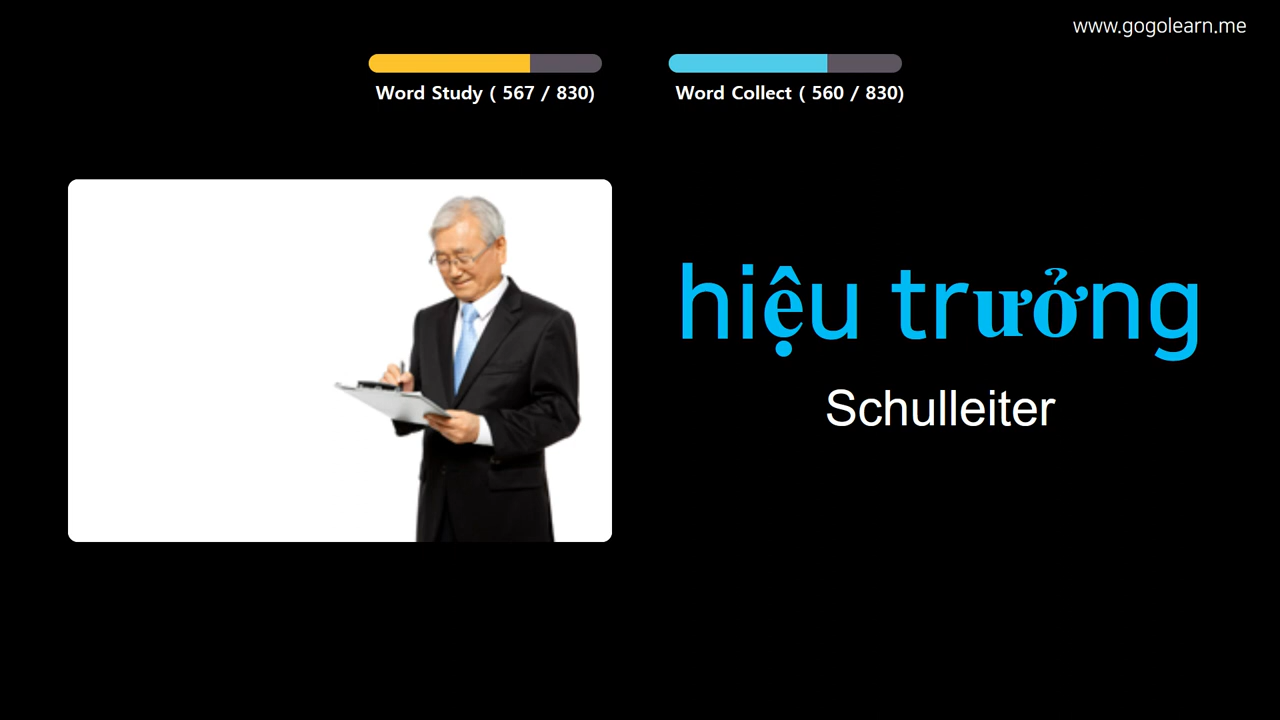 www.gogolearn.me
Word Study ( 567 / 830)
Word Collect ( 560 / 830)
hiệu trưởng
Schulleiter